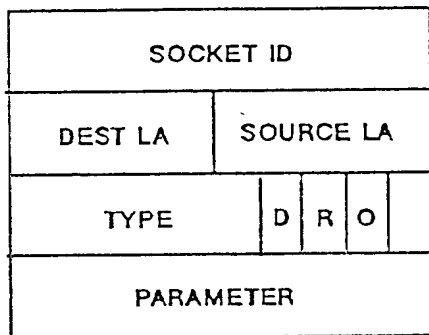 SOCKET ID
DEST LA SOURCE LA
TYPE D R O
PARAMETER